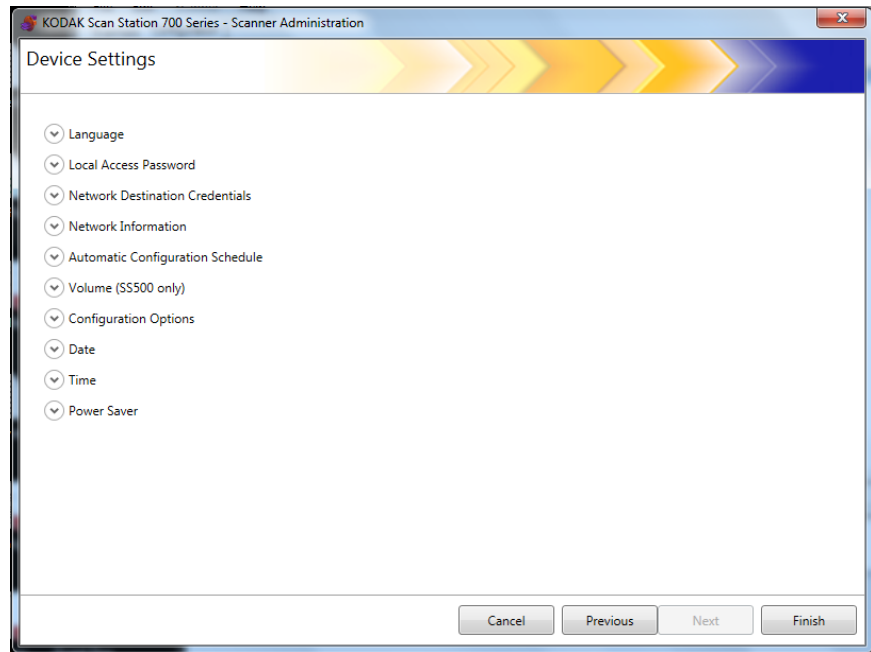 KODAK Scan Station 700 Series - Scanner Administration
Device Settings
Language
Local Access Password
Network Destination Credentials
Network Information
Automatic Configuration Schedule
Volume (SS500 only)
Configuration Options
Date
Time
Power Saver
Cancel Previous Next Finish